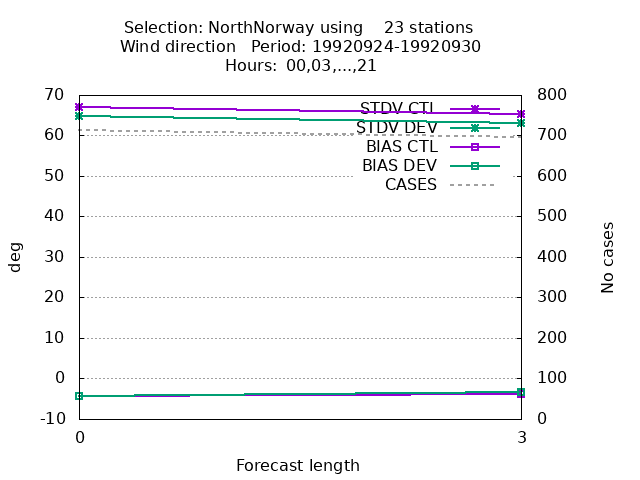 Selection: NorthNorway using    23 stations
Wind direction   Period: 19920924-19920930
Hours:  00,03,...,21
70 800
STDV CTL
STDV DEV
60 700
BIAS CTL
BIAS DEV
50 600
CASES
40 500
30 400
20 300
10 200
0 100
-10 0
deg
No cases
0 3
Forecast length